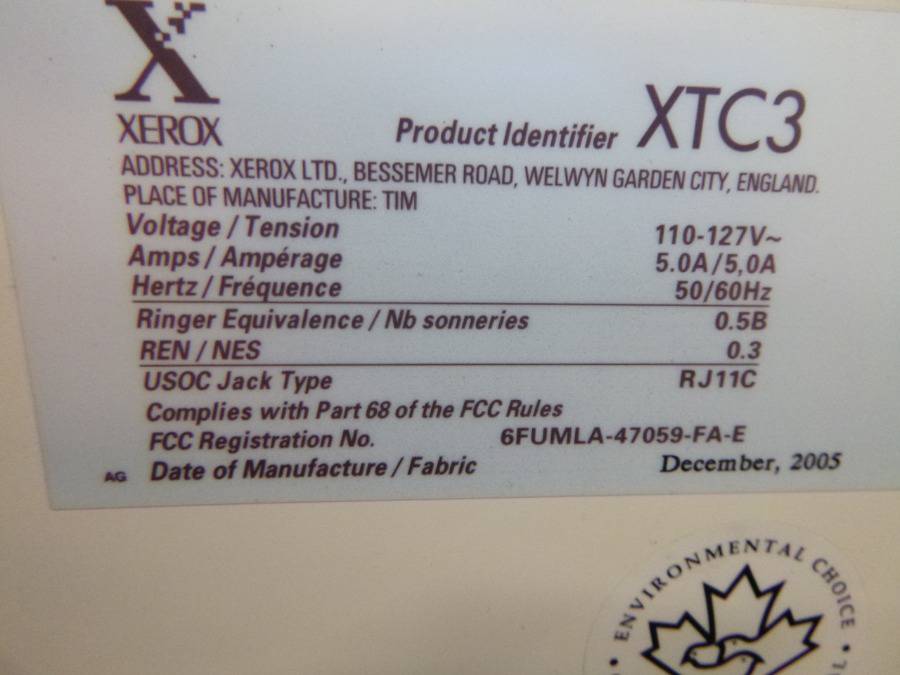 XEROX
Product Identifier XTC3
ADDRESS: XEROX LTD., BESSEMER ROAD, WELWYN GARDEN CITY, ENGLAND.
PLACE OF MANUFACTURE: TIM
Voltage / Tension 110-127V~
Amps / Ampérage 5.0A/5,0A
Hertz / Fréquence 50/60Hz
Ringer Equivalence / Nb sonneries 0.5B
REN / NES 0.3
USOC Jack Type RJ11C
Complies with Part 68 of the FCC Rules
FCC Registration No. 6FUMLA-47059-FA-E
AG Date of Manufacture / Fabric December, 2005
• ENVIRONMENTAL CHOICE •